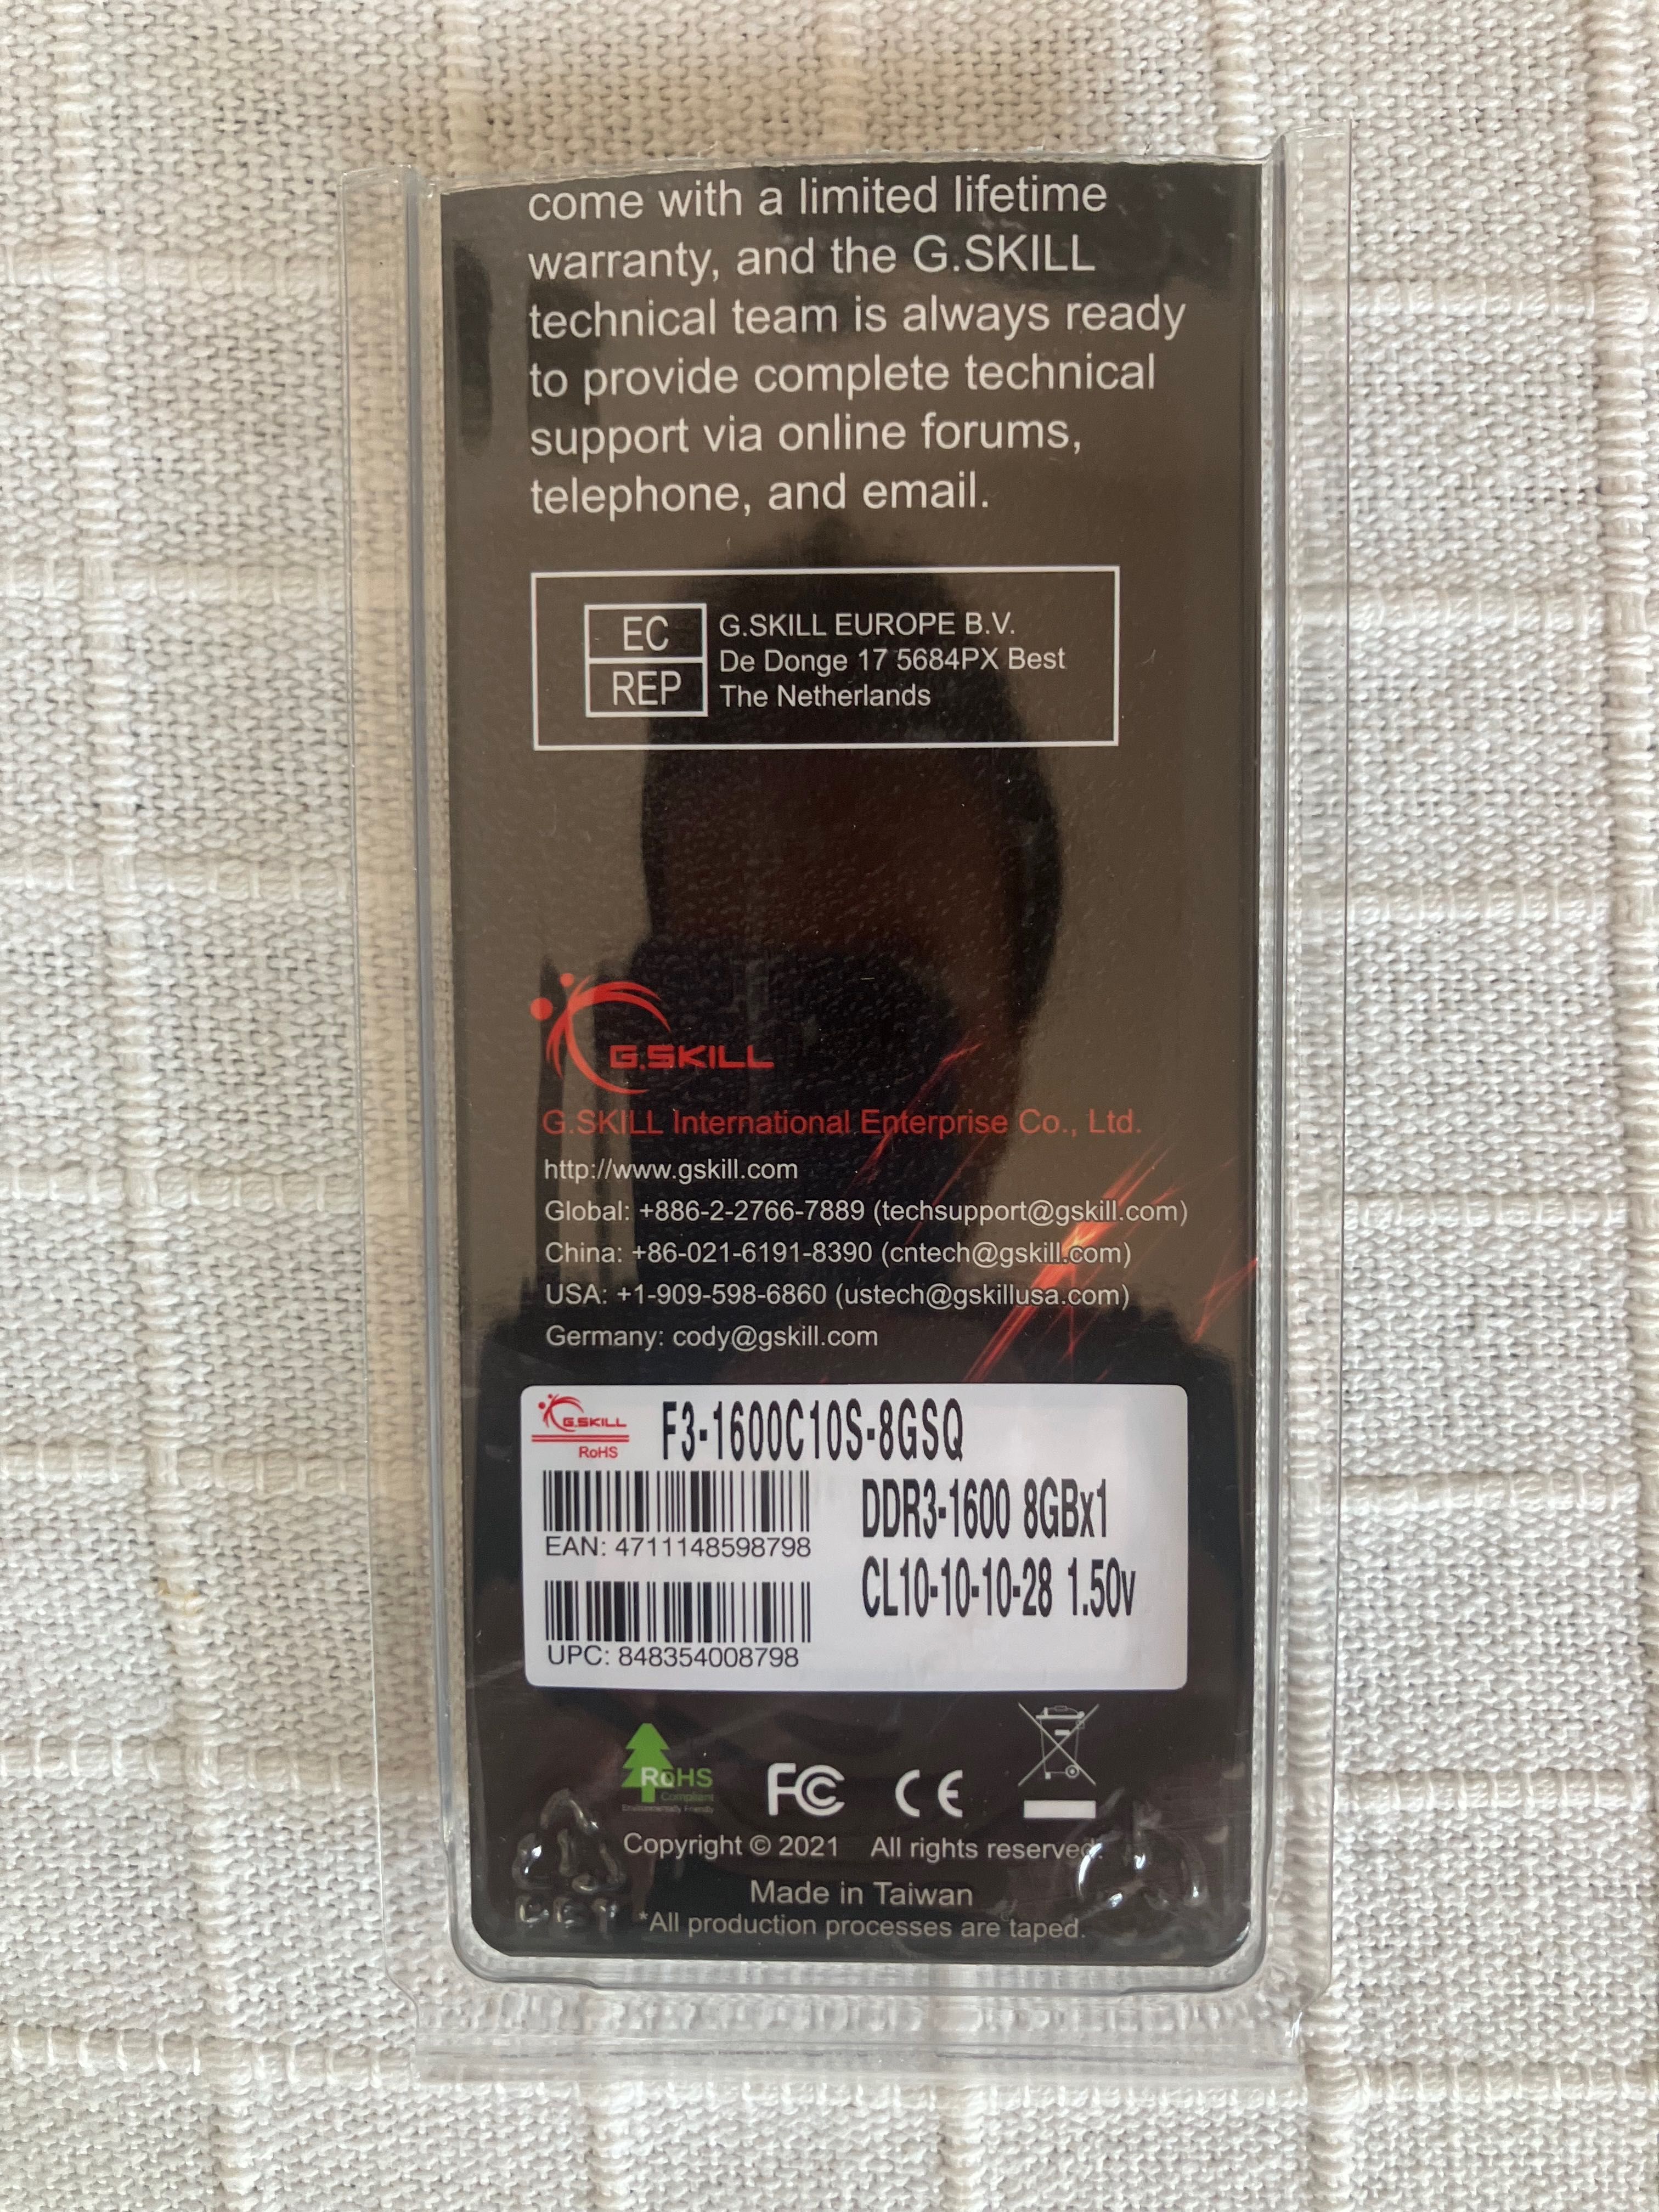 come with a limited lifetime
warranty, and the G.SKILL
technical team is always ready
to provide complete technical
support via online forums,
telephone, and email.
EC
REP
G.SKILL EUROPE B.V.
De Donge 17 5684PX Best
The Netherlands
G.SKILL
G.SKILL International Enterprise Co., Ltd.
http://www.gskill.com
Global: +886-2-2766-7889 (techsupport@gskill.com)
China: +86-021-6191-8390 (cntech@gskill.com)
USA: +1-909-598-6860 (ustech@gskillusa.com)
Germany: cody@gskill.com
G.SKILL
RoHS
F3-1600C10S-8GSQ
DDR3-1600 8GBx1
EAN: 4711148598798
CL10-10-10-28 1.50v
UPC: 848354008798
RoHS
Compliant
Environmentally Friendly
FC CE
Copyright © 2021 All rights reserved.
Made in Taiwan
*All production processes are taped.
PET